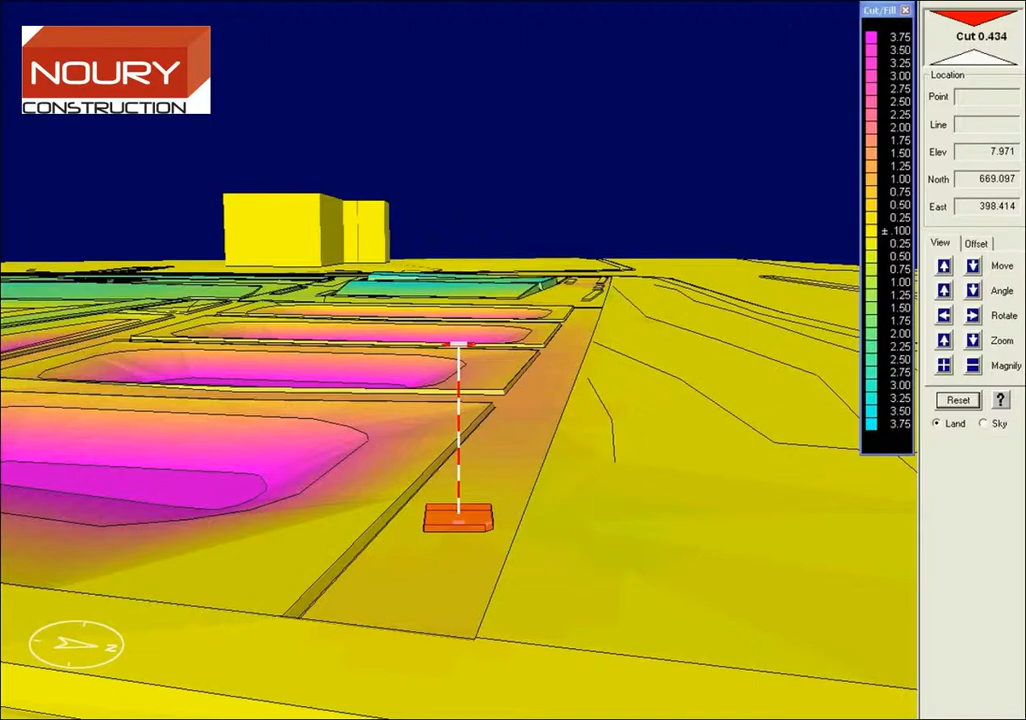 NOURY
CONSTRUCTION
Cut/Fill
3.75
3.50
3.25
3.00
2.75
2.50
2.25
2.00
1.75
1.50
1.25
1.00
0.75
0.50
0.25
± .100
0.25
0.50
0.75
1.00
1.25
1.50
1.75
2.00
2.25
2.50
2.75
3.00
3.25
3.50
3.75
Cut 0.434
Location
Point
Line
Elev 7.971
North 669.097
East 398.414
View Offset
Move
Angle
Rotate
Zoom
Magnify
Reset ?
Land Sky
N